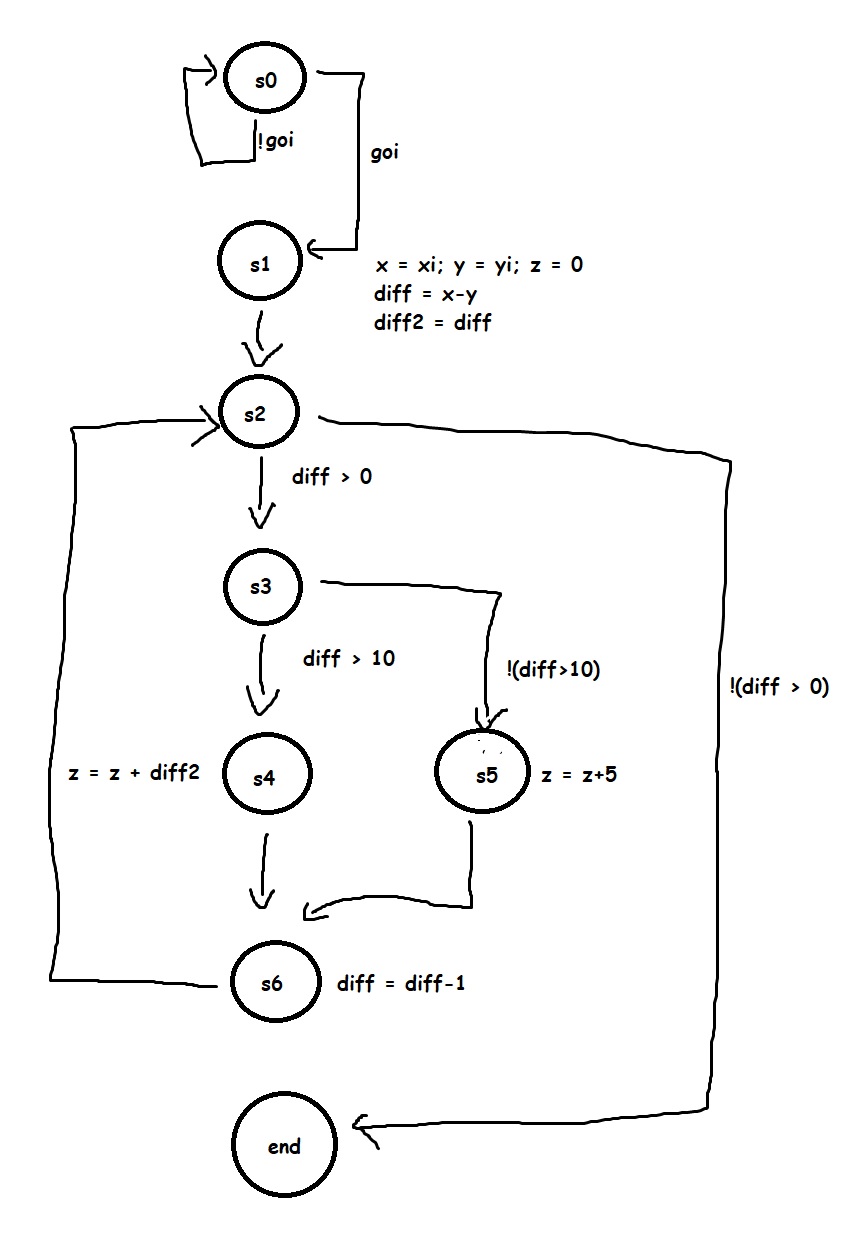 s0
!goi
goi
s1
x = xi; y = yi; z = 0
diff = x-y
diff2 = diff
s2
diff > 0
s3
diff > 10
!(diff>10)
!(diff > 0)
z = z + diff2
s4
s5
z = z+5
s6
diff = diff-1
end